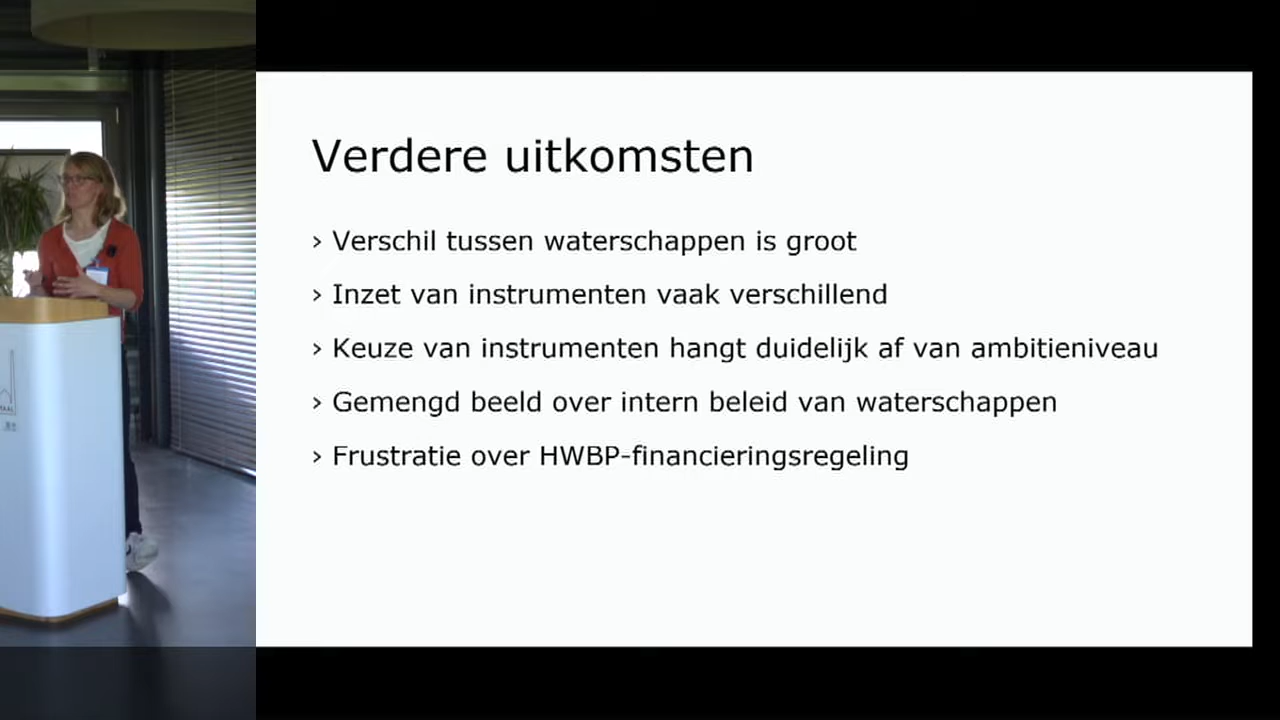 Verdere uitkomsten
› Verschil tussen waterschappen is groot
› Inzet van instrumenten vaak verschillend
› Keuze van instrumenten hangt duidelijk af van ambitieniveau
› Gemengd beeld over intern beleid van waterschappen
› Frustratie over HWBP-financieringsregeling